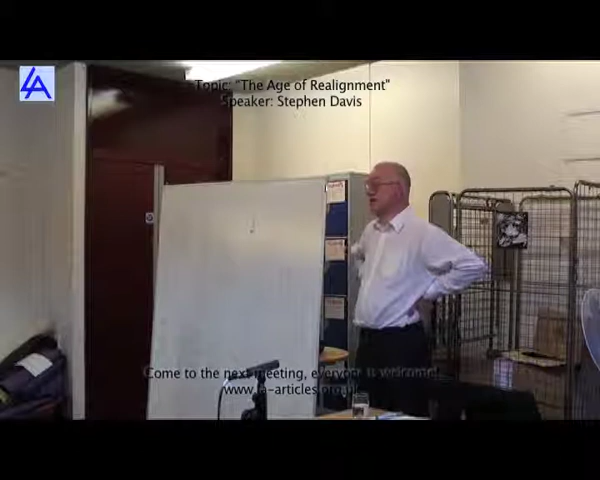 LA
Topic: "The Age of Realignment"
Speaker: Stephen Davis
Come to the next meeting, everyone is welcome!
www.la-articles.org.uk